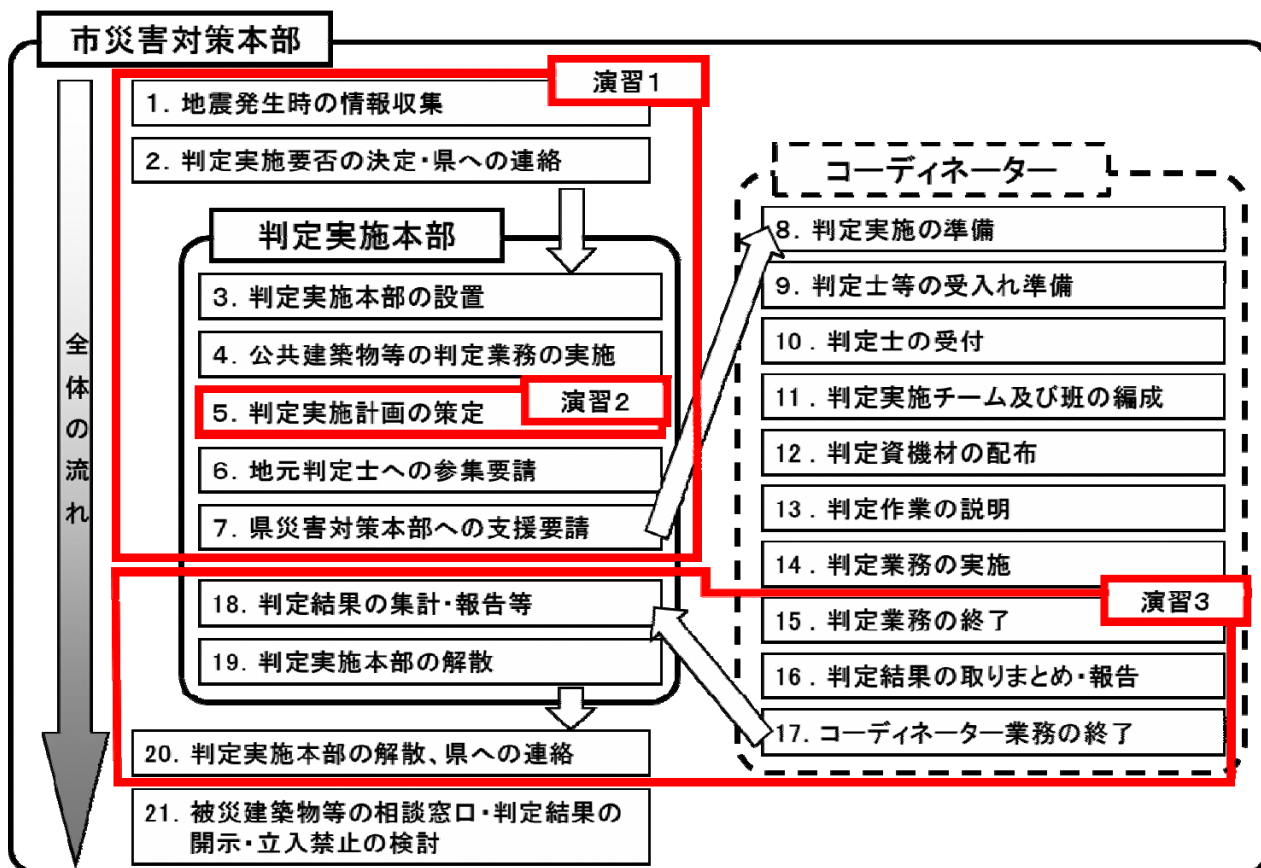 市災害対策本部
全体の流れ
演習1
1. 地震発生時の情報収集
2. 判定実施要否の決定・県への連絡
判定実施本部
3. 判定実施本部の設置
4. 公共建築物等の判定業務の実施
演習2
5. 判定実施計画の策定
6. 地元判定士への参集要請
7. 県災害対策本部への支援要請
コーディネーター
8. 判定実施の準備
9. 判定士等の受入れ準備
10. 判定士の受付
11. 判定実施チーム及び班の編成
12. 判定資機材の配布
13. 判定作業の説明
14. 判定業務の実施
演習3
15. 判定業務の終了
16. 判定結果の取りまとめ・報告
17. コーディネーター業務の終了
18. 判定結果の集計・報告等
19. 判定実施本部の解散
20. 判定実施本部の解散、県への連絡
21. 被災建築物等の相談窓口・判定結果の
開示・立入禁止の検討